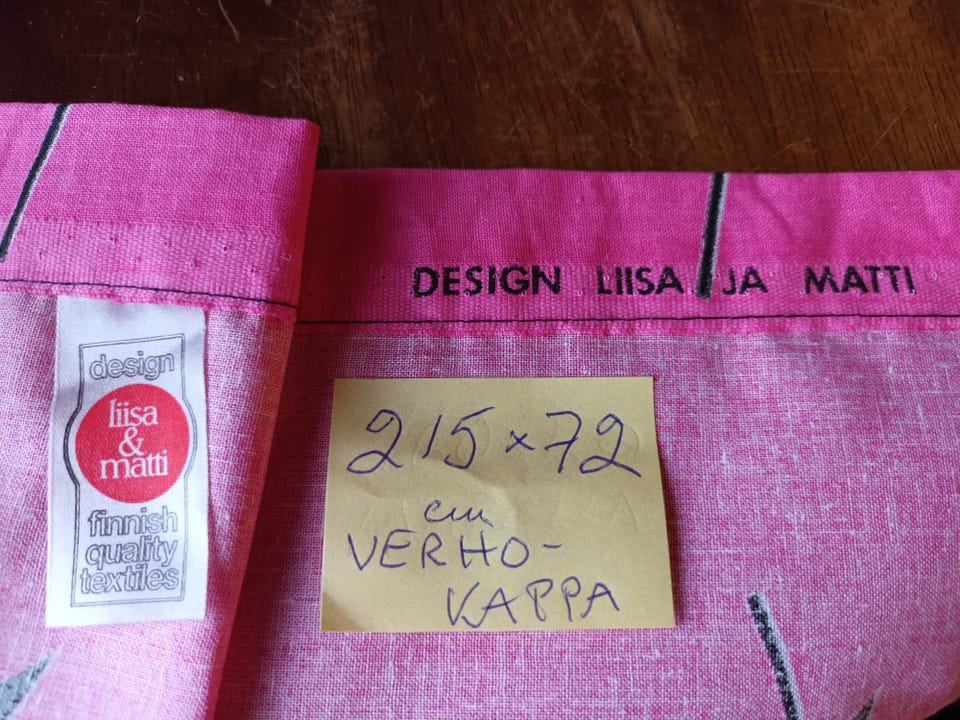 DESIGN LIISA JA MATTI
design
liisa
&
matti
finnish
quality
textiles
215 x 72
cm
VERHO-
KAPPA